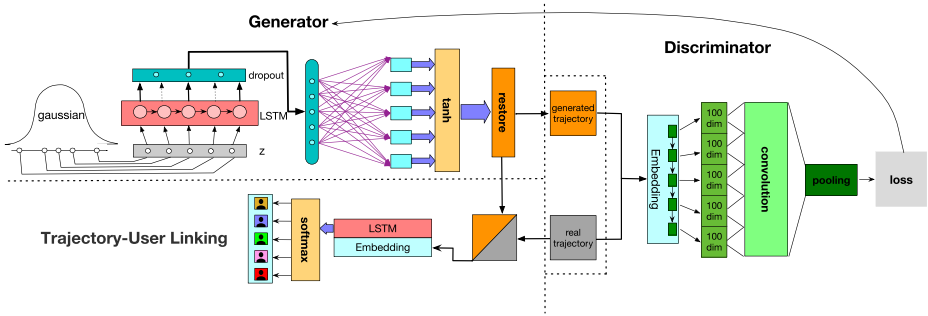 Generator
Discriminator
gaussian
dropout
LSTM
z
tanh
restore
generated
trajectory
real
trajectory
Embedding
100
dim
100
dim
100
dim
100
dim
100
dim
convolution
pooling
loss
Trajectory-User Linking
softmax
LSTM
Embedding